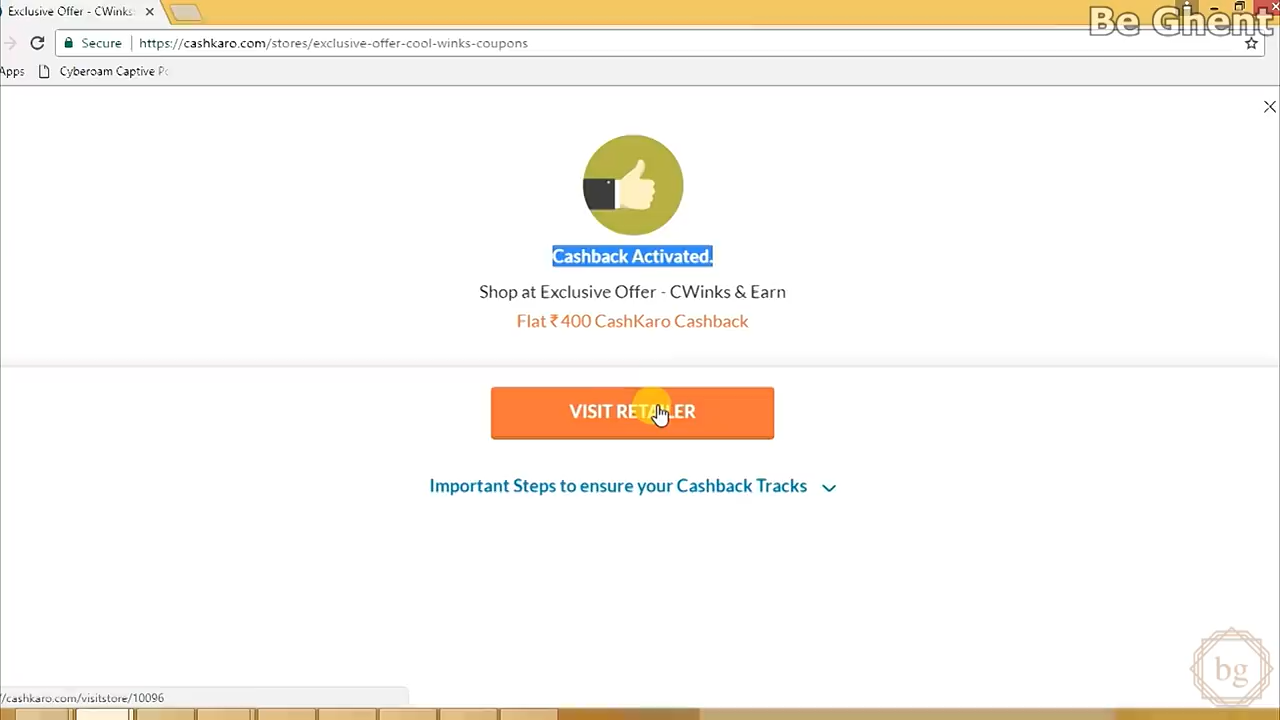 Exclusive Offer - CWinks
Be Ghent
Secure
https://cashkaro.com/stores/exclusive-offer-cool-winks-coupons
Apps
Cyberoam Captive Po
Cashback Activated.
Shop at Exclusive Offer - CWinks & Earn
Flat ₹400 CashKaro Cashback
VISIT RETAILER
Important Steps to ensure your Cashback Tracks
bg
/cashkaro.com/visitstore/10096